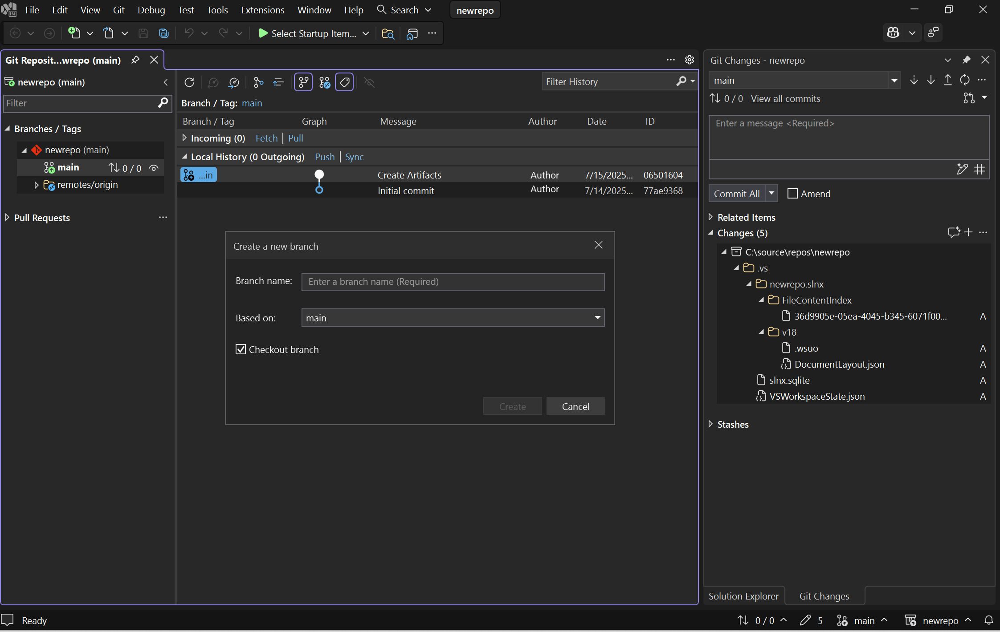 File Edit View Git Debug Test Tools Extensions Window Help Search newrepo
Select Startup Item...
Git Reposit...wrepo (main)
newrepo (main)
Filter
Branches / Tags
newrepo (main)
main 0 / 0
remotes/origin
Pull Requests
Filter History
Branch / Tag: main
Branch / Tag Graph Message Author Date ID
Incoming (0) Fetch | Pull
Local History (0 Outgoing) Push | Sync
...in Create Artifacts Author 7/15/2025... 06501604
Initial commit Author 7/14/2025... 77ae9368
Create a new branch
Branch name: Enter a branch name (Required)
Based on: main
Checkout branch
Create Cancel
Git Changes - newrepo
main
0 / 0 View all commits
Enter a message <Required>
Commit All Amend
Related Items
Changes (5)
C:\source\repos\newrepo
.vs
newrepo.slnx
FileContentIndex
36d9905e-05ea-4045-b345-6071f00... A
v18
.wsuo A
DocumentLayout.json A
slnx.sqlite A
VSWorkspaceState.json A
Stashes
Solution Explorer Git Changes
Ready 0 / 0 5 main newrepo